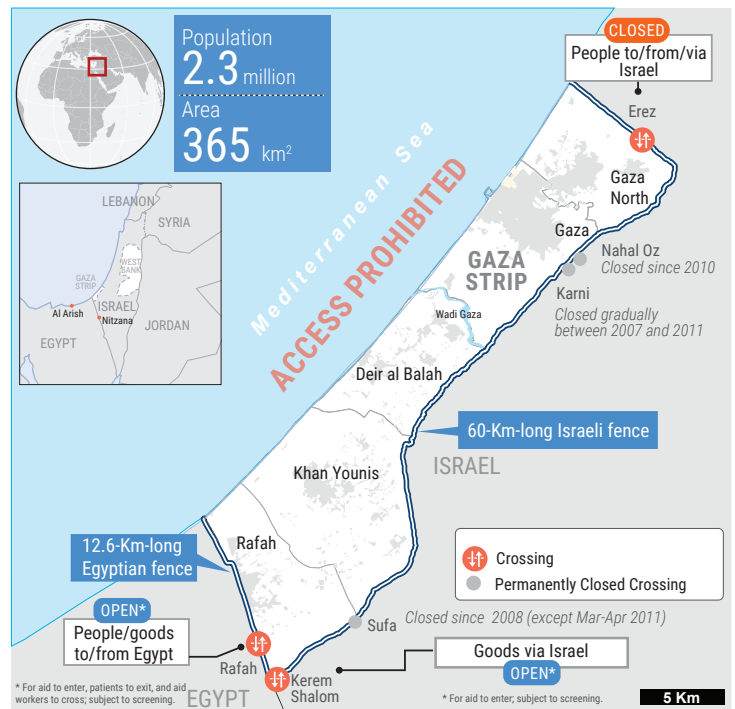 Population
2.3 million
Area
365 km²
CLOSED
People to/from/via
Israel
Erez
Gaza
North
Gaza
Nahal Oz
Closed since 2010
Karni
Closed gradually
between 2007 and 2011
Mediterranean Sea
ACCESS PROHIBITED
GAZA
STRIP
Wadi Gaza
Deir al Balah
LEBANON
SYRIA
WEST
BANK
GAZA
STRIP
Al Arish
ISRAEL
Nitzana
JORDAN
EGYPT
60-Km-long Israeli fence
ISRAEL
Khan Younis
12.6-Km-long
Egyptian fence
Rafah
Crossing
Permanently Closed Crossing
OPEN*
People/goods
to/from Egypt
Rafah
Sufa
Closed since 2008 (except Mar-Apr 2011)
Goods via Israel
OPEN*
Kerem
Shalom
* For aid to enter, patients to exit, and aid
workers to cross; subject to screening.
EGYPT
* For aid to enter; subject to screening.
5 Km